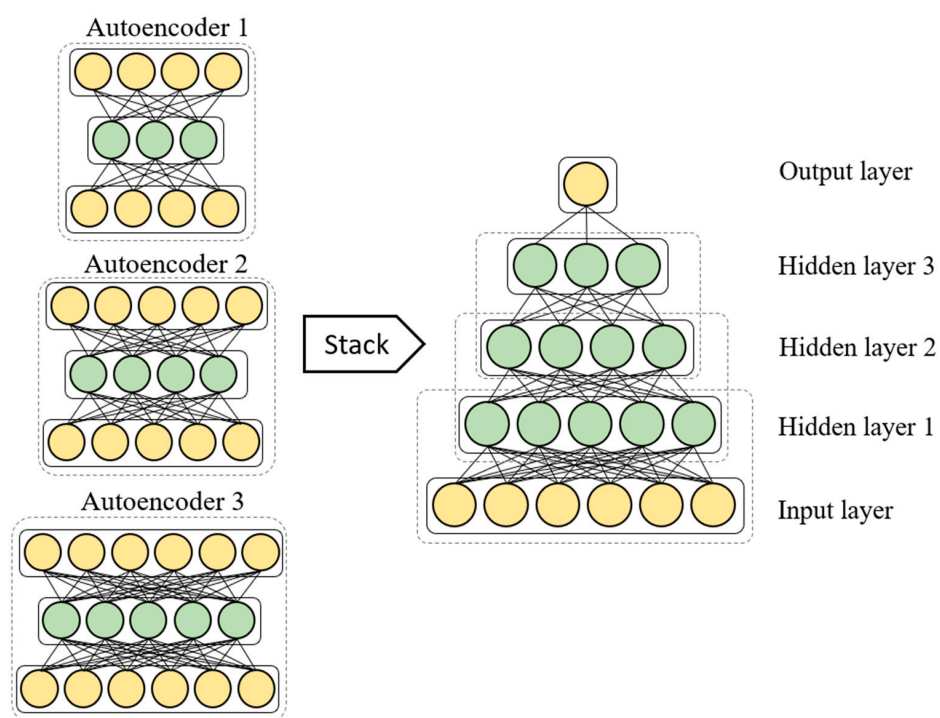 Autoencoder 1
Autoencoder 2
Autoencoder 3
Stack
Output layer
Hidden layer 3
Hidden layer 2
Hidden layer 1
Input layer